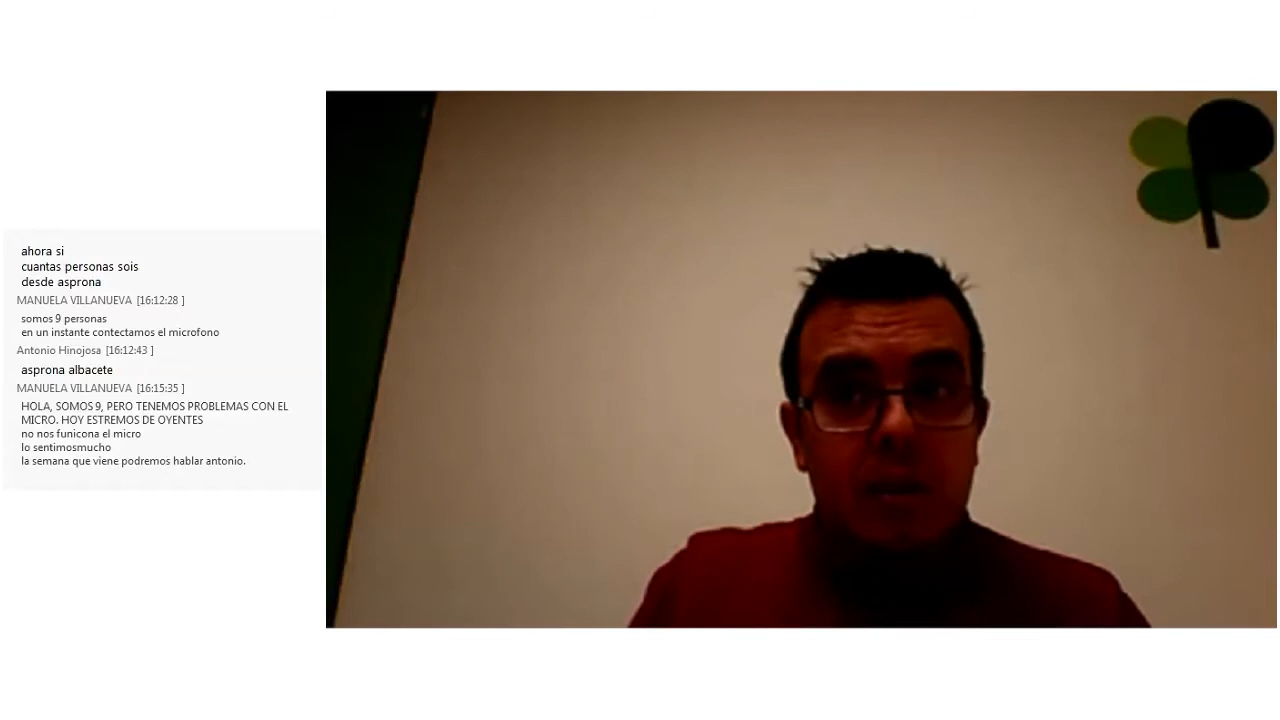 ahora si
cuantas personas sois
desde asprona
MANUELA VILLANUEVA [16:12:28 ]
somos 9 personas
en un instante contectamos el microfono
Antonio Hinojosa [16:12:43 ]
asprona albacete
MANUELA VILLANUEVA [16:15:35 ]
HOLA, SOMOS 9, PERO TENEMOS PROBLEMAS CON EL
MICRO. HOY ESTREMOS DE OYENTES
no nos funicona el micro
lo sentimosmucho
la semana que viene podremos hablar antonio.